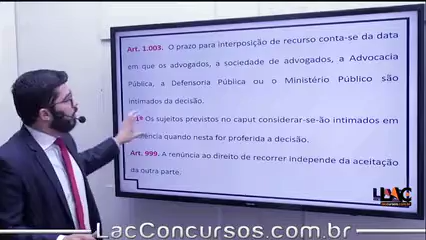 Art. 1.003. O prazo para interposição de recurso conta-se da data
em que os advogados, a sociedade de advogados, a Advocacia
Pública, a Defensoria Pública ou o Ministério Público são
intimados da decisão.
1º Os sujeitos previstos no caput considerar-se-ão intimados em
quando nesta for proferida a decisão.
Art. 999. A renúncia ao direito de recorrer independe da aceitação
da outra parte.
LacConcursos.com.br